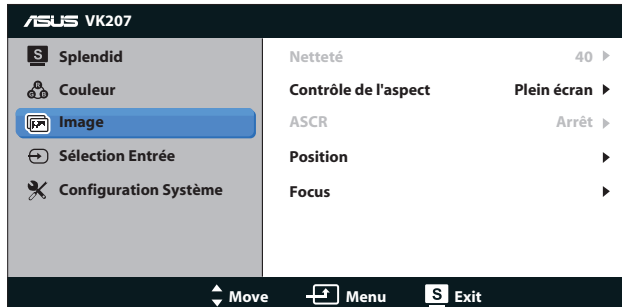 ASUS VK207
S Splendid
Couleur
Image
Sélection Entrée
Configuration Système
Netteté 40
Contrôle de l'aspect Plein écran
ASCR Arrêt
Position
Focus
Move Menu S Exit